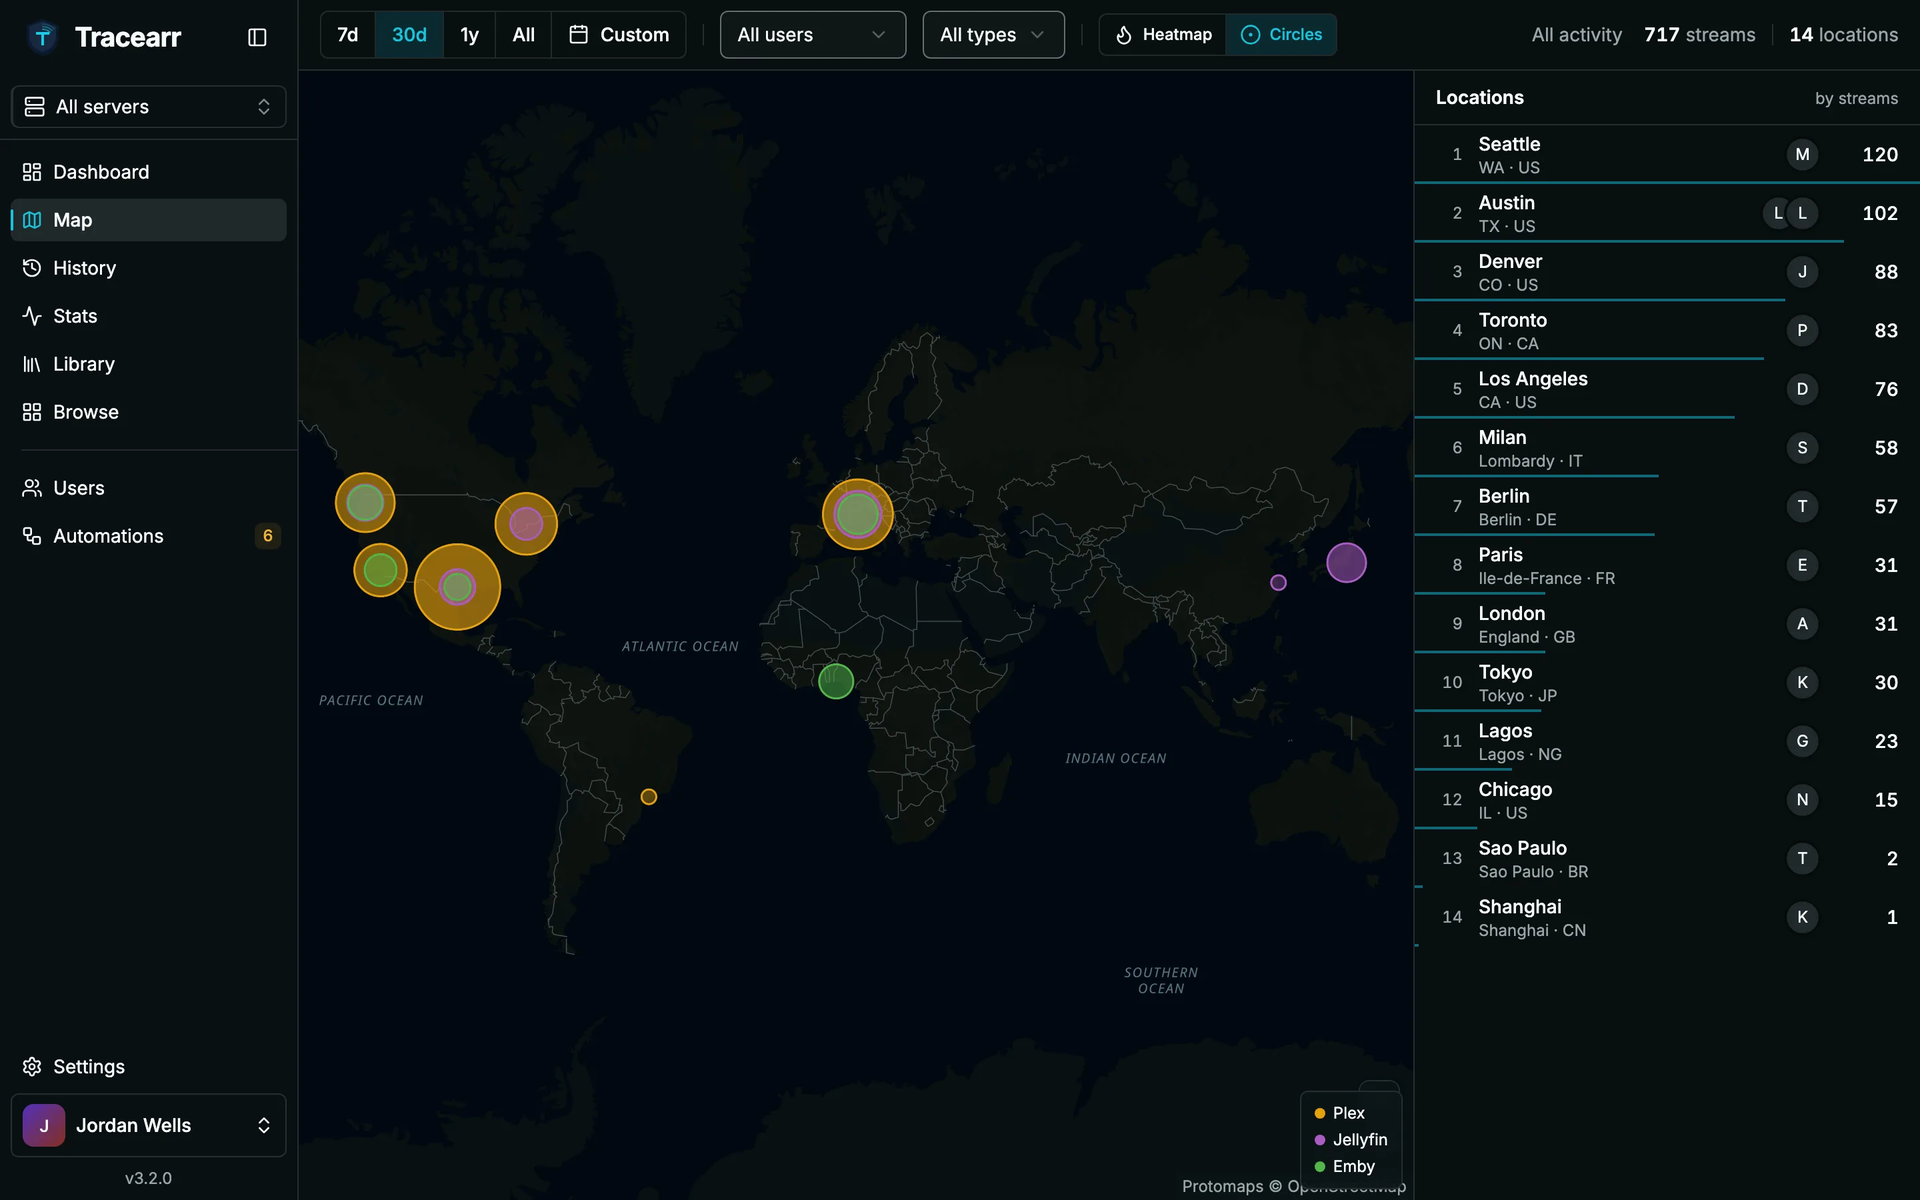 Tracearr
All servers
Dashboard
Map
History
Stats
Library
Browse
Users
Automations 6
Settings
J Jordan Wells
v3.2.0
7d 30d 1y All Custom
All users
All types
Heatmap Circles
All activity 717 streams 14 locations
PACIFIC OCEAN
ATLANTIC OCEAN
INDIAN OCEAN
SOUTHERN
OCEAN
Plex
Jellyfin
Emby
Protomaps © OpenStreetMap
Locations by streams
1 Seattle M 120
WA · US
2 Austin L L 102
TX · US
3 Denver J 88
CO · US
4 Toronto P 83
ON · CA
5 Los Angeles D 76
CA · US
6 Milan S 58
Lombardy · IT
7 Berlin T 57
Berlin · DE
8 Paris E 31
Ile-de-France · FR
9 London A 31
England · GB
10 Tokyo K 30
Tokyo · JP
11 Lagos G 23
Lagos · NG
12 Chicago N 15
IL · US
13 Sao Paulo T 2
Sao Paulo · BR
14 Shanghai K 1
Shanghai · CN